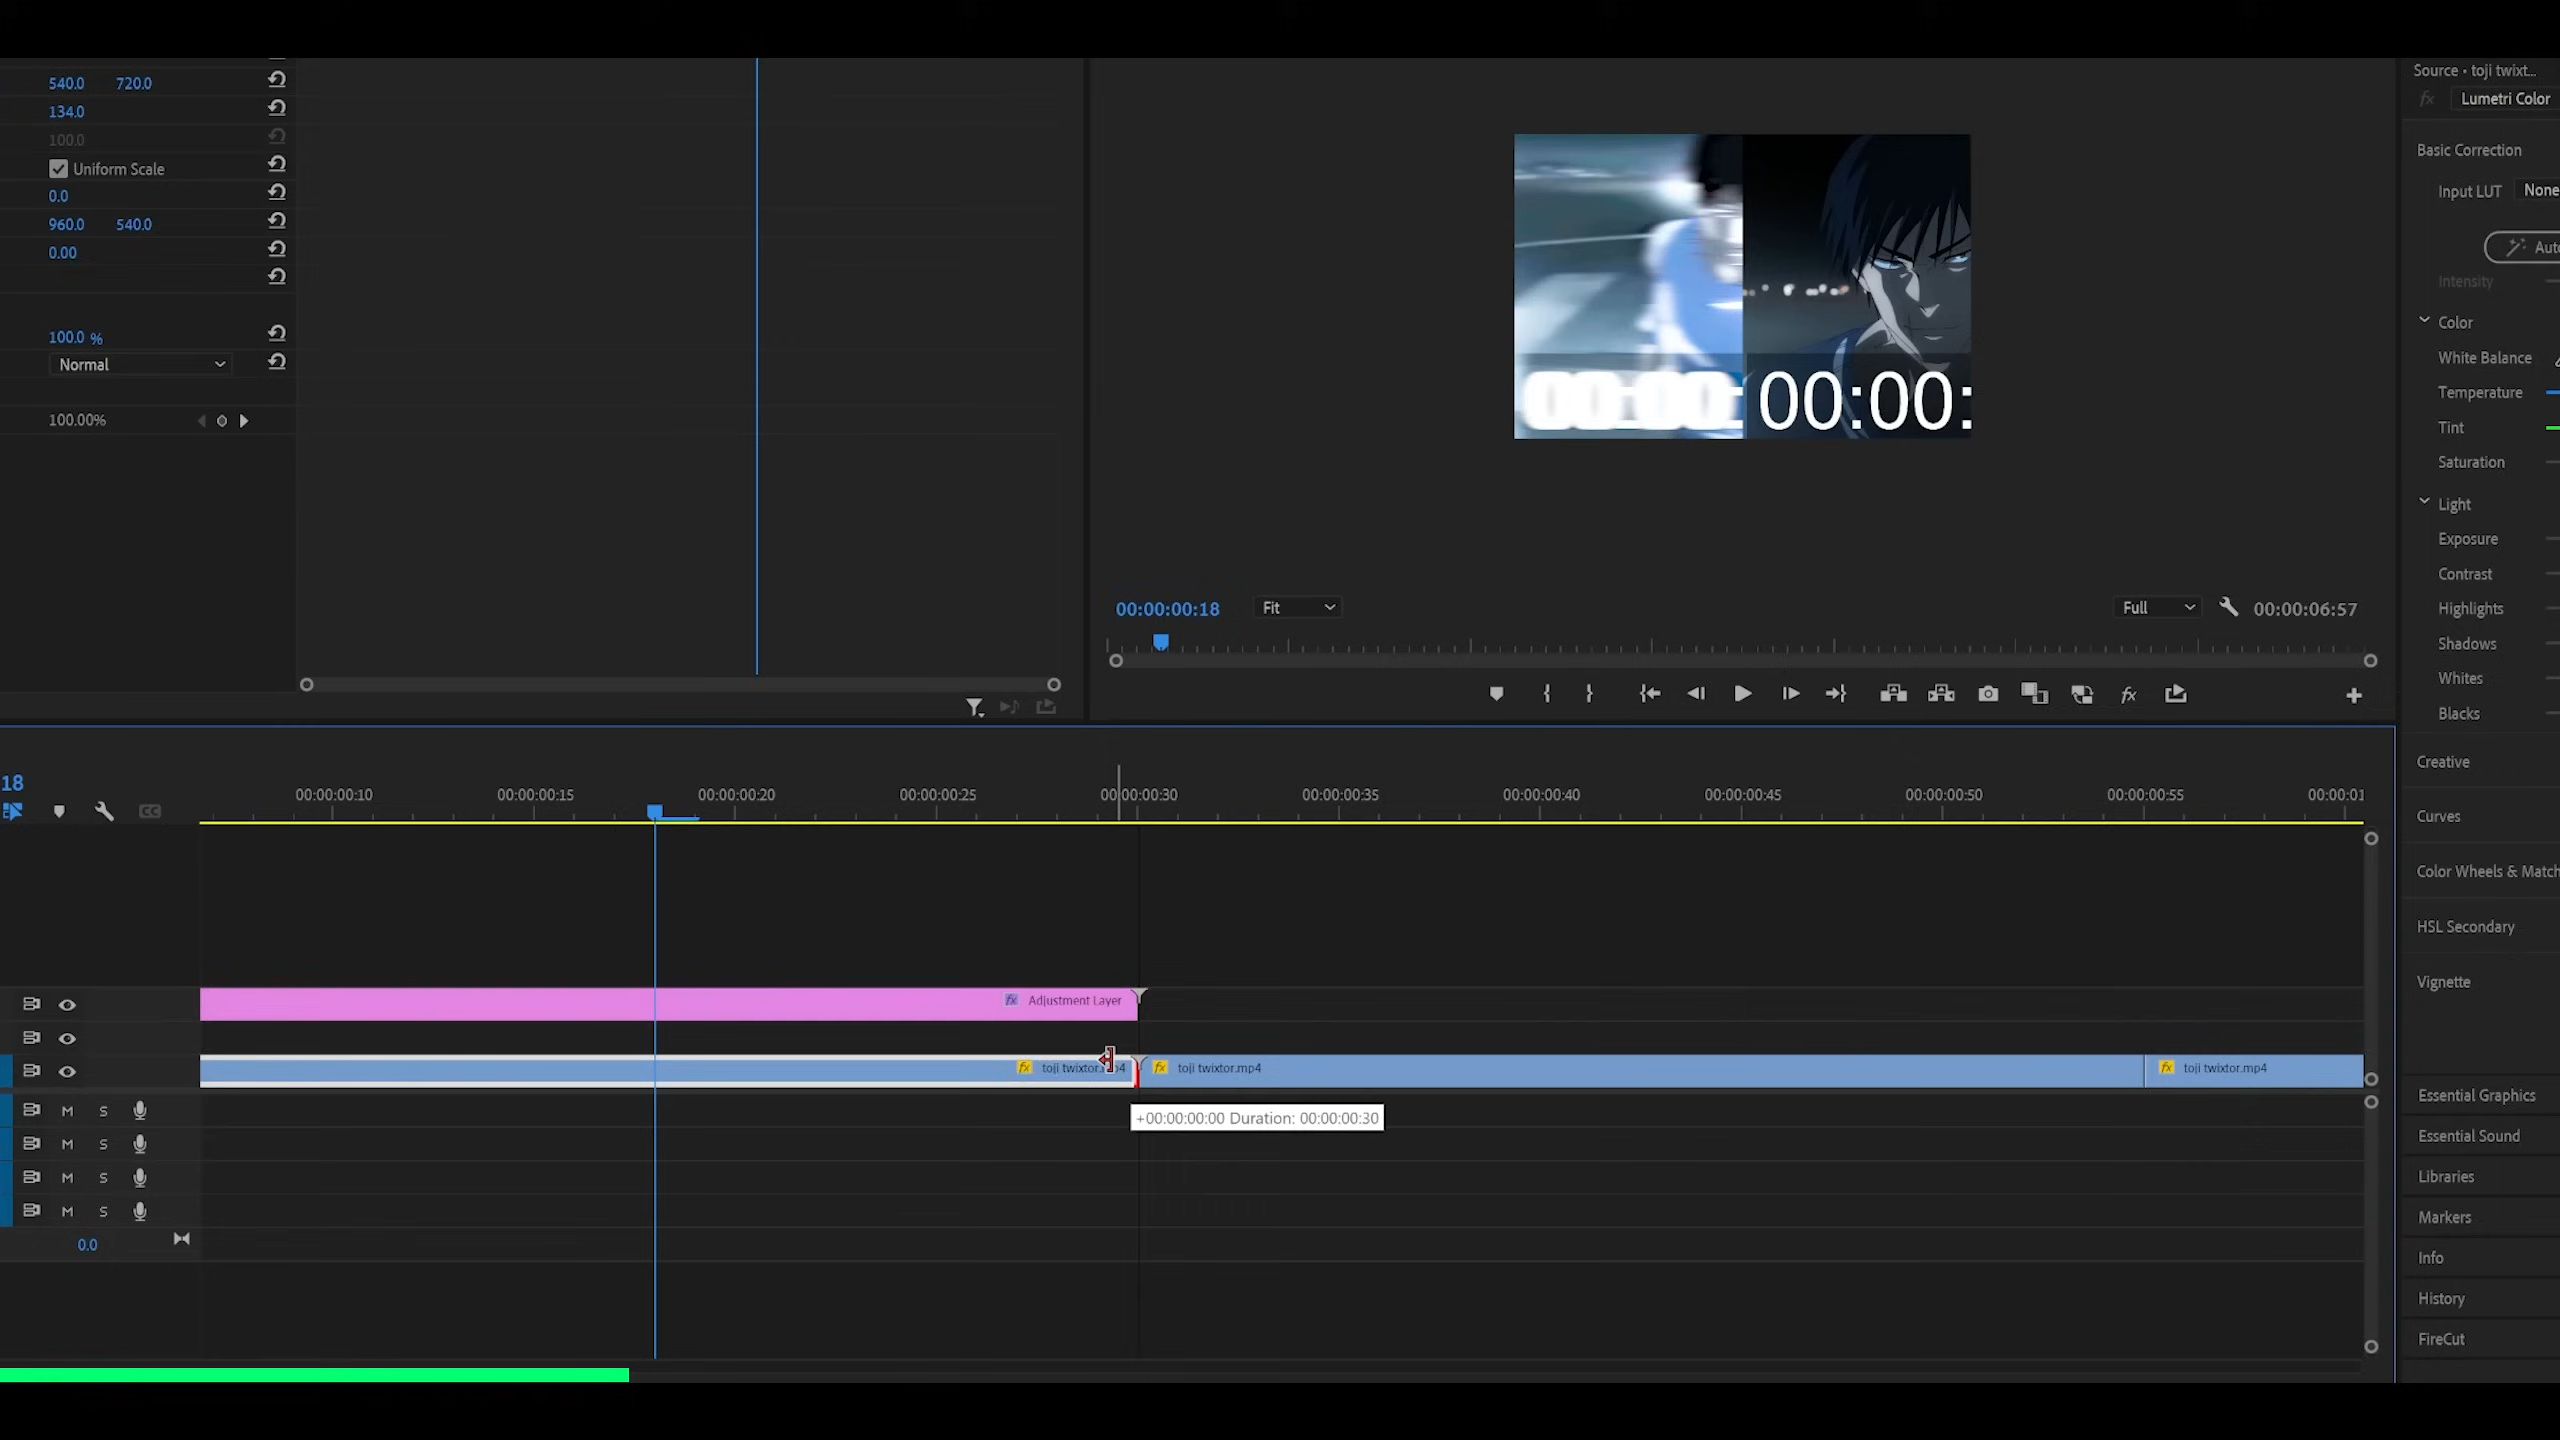 540.0 720.0
134.0
100.0
Uniform Scale
0.0
960.0 540.0
0.00
100.0 %
Normal
100.00%
00:00: 00:00:
00:00:00:18 Fit Full 00:00:06:57
Source • toji twixt...
fx Lumetri Color
Basic Correction
Input LUT None
Auto
Intensity
Color
White Balance
Temperature
Tint
Saturation
Light
Exposure
Contrast
Highlights
Shadows
Whites
Blacks
Creative
Curves
Color Wheels & Match
HSL Secondary
Vignette
Essential Graphics
Essential Sound
Libraries
Markers
Info
History
FireCut
18
00:00:00:10 00:00:00:15 00:00:00:20 00:00:00:25 00:00:00:30 00:00:00:35 00:00:00:40 00:00:00:45 00:00:00:50 00:00:00:55 00:00:01
CC
fx Adjustment Layer
fx toji twixtor.mp4 fx toji twixtor.mp4 fx toji twixtor.mp4
+00:00:00:00 Duration: 00:00:00:30
M S
M S
M S
M S
0.0